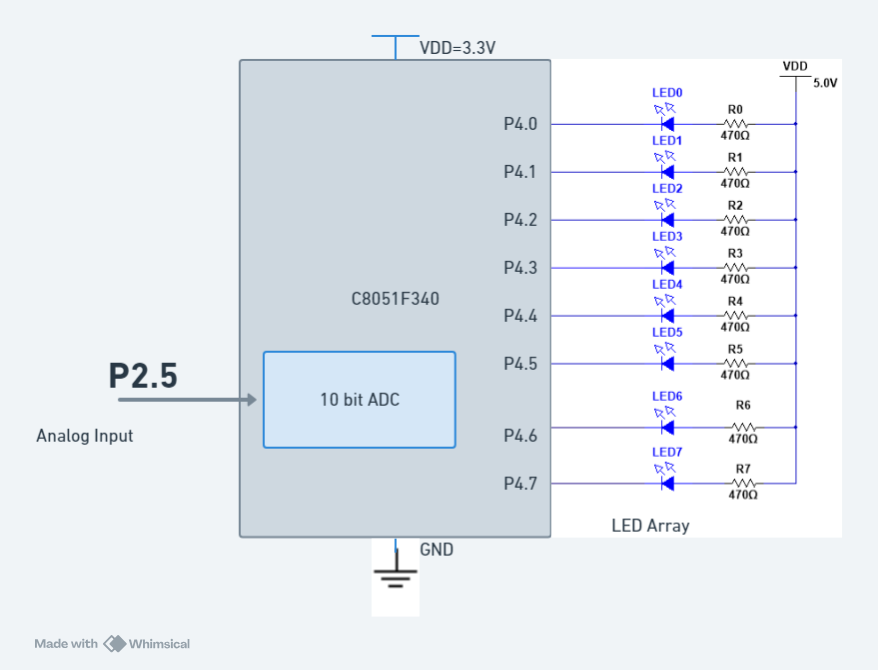 VDD=3.3V
VDD
5.0V
LED0
R0
P4.0
470Ω
LED1
R1
P4.1
470Ω
LED2
R2
P4.2
470Ω
LED3
R3
P4.3
470Ω
LED4
R4
C8051F340
P4.4
470Ω
LED5
R5
P4.5
470Ω
P2.5
10 bit ADC
LED6
R6
Analog Input
P4.6
470Ω
LED7
R7
P4.7
470Ω
LED Array
GND
Made with Whimsical